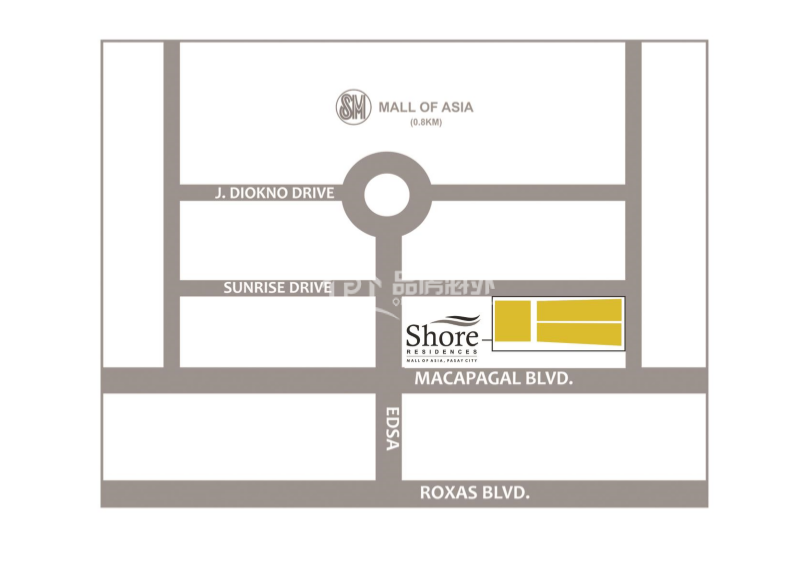 SM MALL OF ASIA
(0.8KM)
J. DIOKNO DRIVE
SUNRISE DRIVE
品房海外
Shore
RESIDENCES
MALL OF ASIA, PASAY CITY
MACAPAGAL BLVD.
EDSA
ROXAS BLVD.